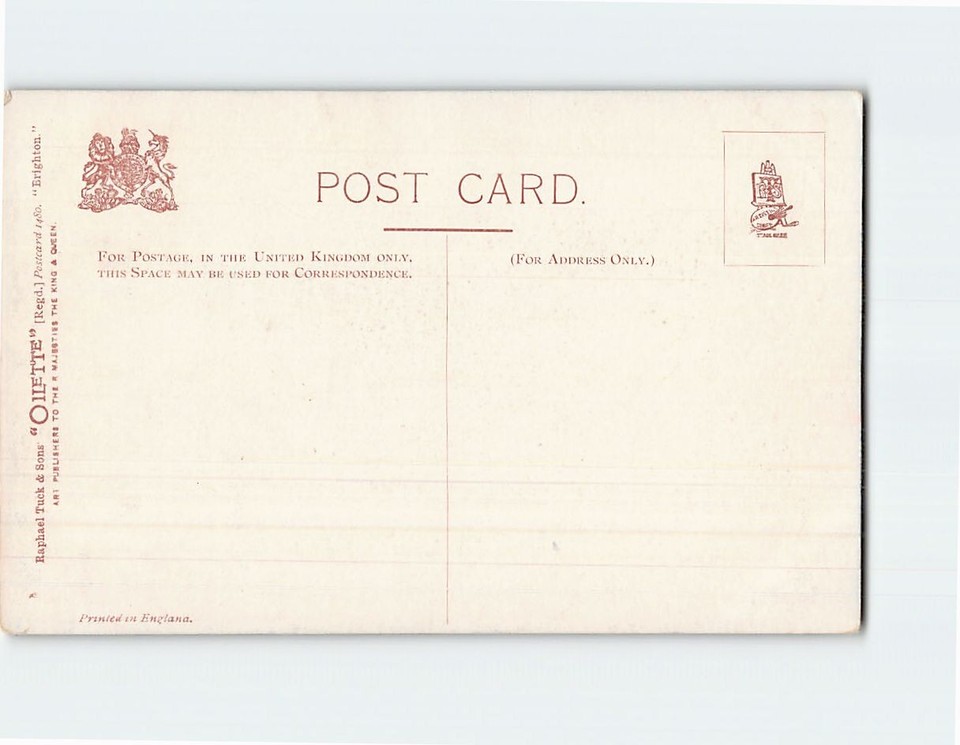 POST CARD.
FOR POSTAGE, IN THE UNITED KINGDOM ONLY,
THIS SPACE MAY BE USED FOR CORRESPONDENCE.
(FOR ADDRESS ONLY.)
Raphael Tuck & Sons' "OILETTE" [Regd.] Postcard 1480. "Brighton."
ART PUBLISHERS TO THEIR MAJESTIES THE KING & QUEEN.
Printed in England.